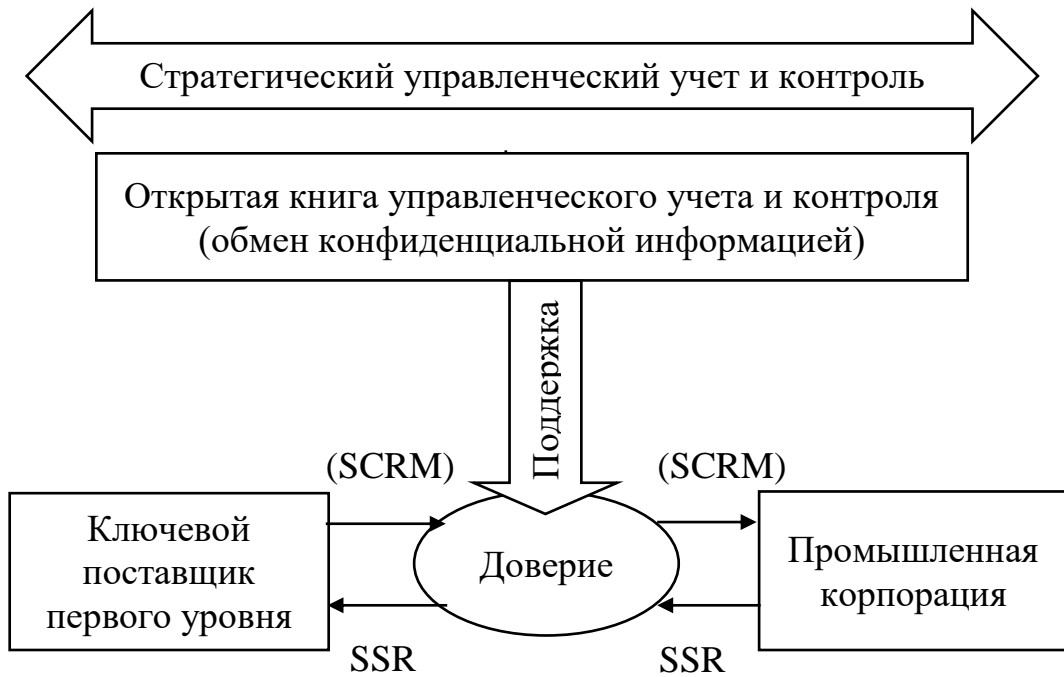 Стратегический управленческий учет и контроль
Открытая книга управленческого учета и контроля
(обмен конфиденциальной информацией)
Поддержка
(SCRM)
(SCRM)
Ключевой
поставщик
первого уровня
Доверие
Промышленная
корпорация
SSR
SSR